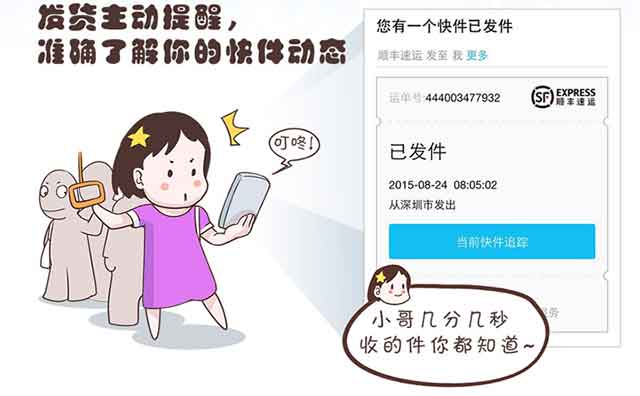 发货主动提醒，
准确了解你的快件动态
叮咚!
您有一个快件已发件
顺丰速运 发至 我 更多
运单号:444003477932
SF EXPRESS
顺丰速运
已发件
2015-08-24 08:05:02
从深圳市发出
当前快件追踪
务
小哥几分几秒
收的件你都知道~